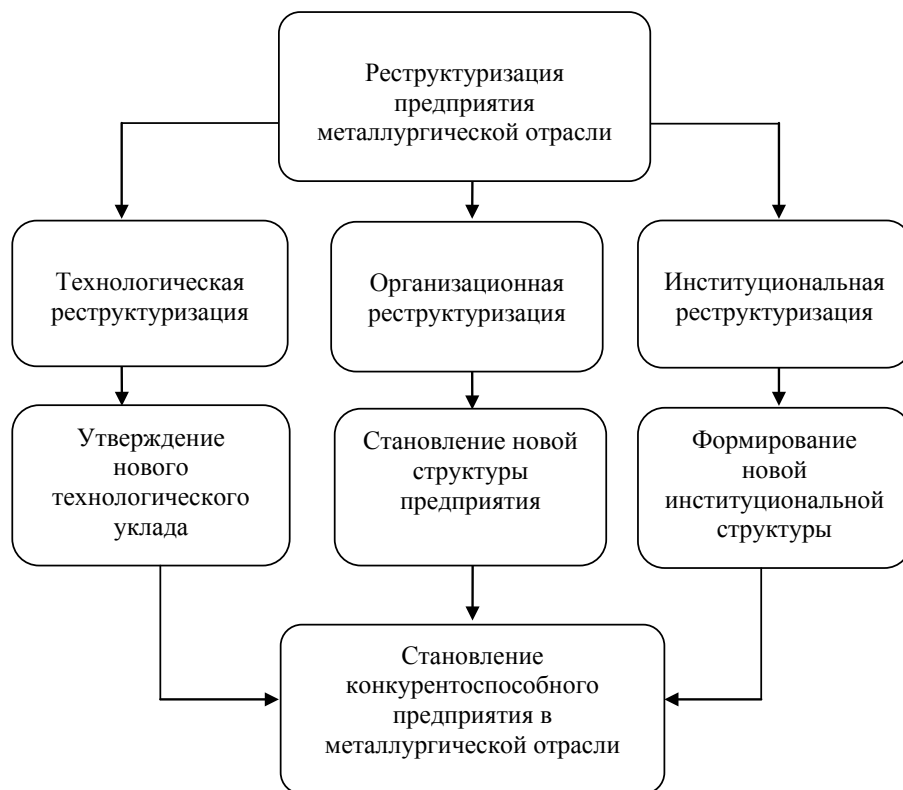 Реструктуризация
предприятия
металлургической отрасли
Технологическая
реструктуризация
Организационная
реструктуризация
Институциональная
реструктуризация
Утверждение
нового
технологического
уклада
Становление новой
структуры
предприятия
Формирование
новой
институциональной
структуры
Становление
конкурентоспособного
предприятия в
металлургической отрасли